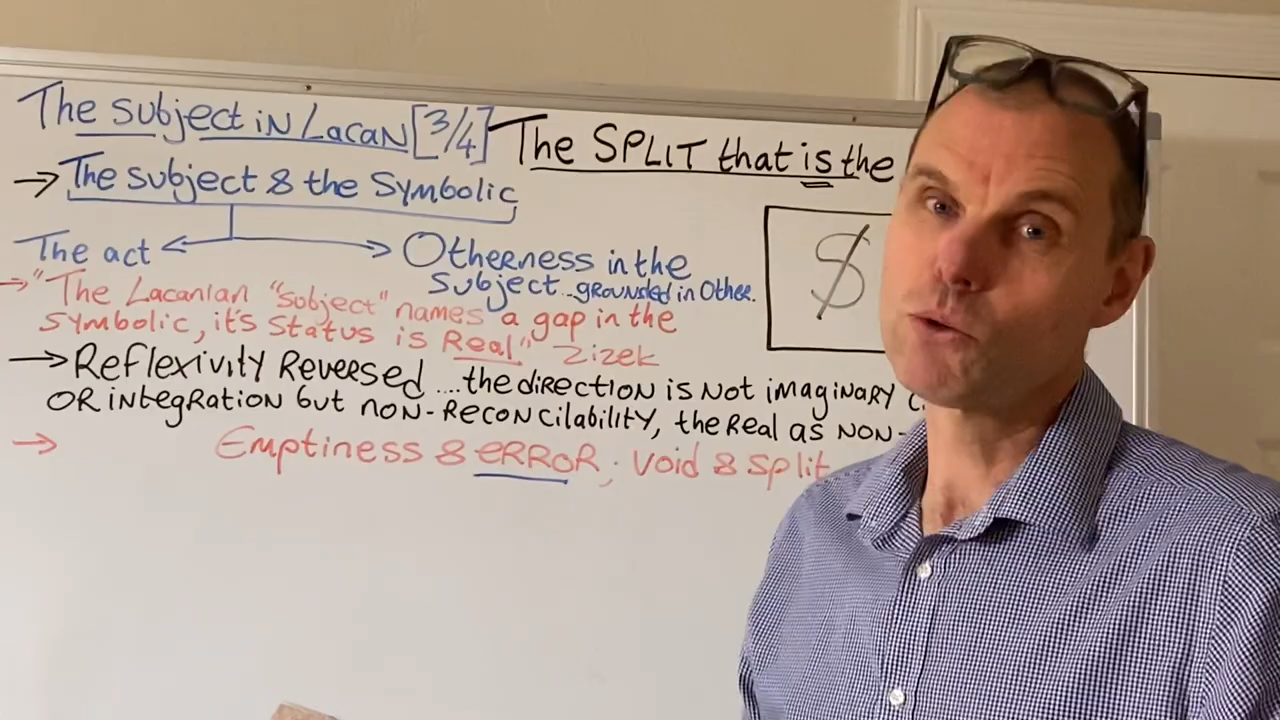 The subject in Lacan [3/4]
The SPLIT that is the
→ The subject & the Symbolic
The act
Otherness in the
subject ..grounded in Other.
$
→ "The Lacanian "subject" names a gap in the
symbolic, it's status is Real" Zizek
→ Reflexivity Reversed ....the direction is not imaginary
or integration but non-reconcilability, the Real as non-
→ Emptiness & error; void & split